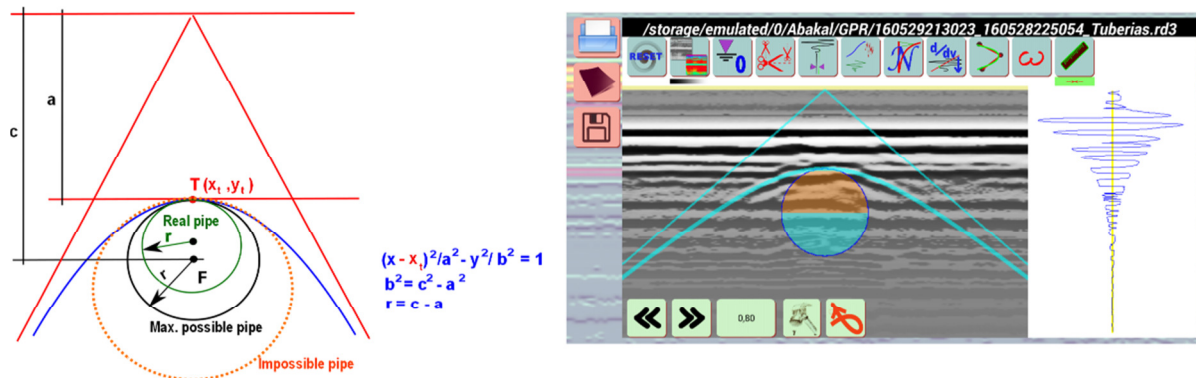 a
c
T (xt ,yt )
Real pipe
r
F
r
Max. possible pipe
Impossible pipe
(x - xt)²/a² - y²/ b² = 1
b² = c² - a²
r = c - a
/storage/emulated/0/Abakal/GPR/160529213023_160528225054_Tuberias.rd3
RESET
0
N
d/dy
ω
0,80
y